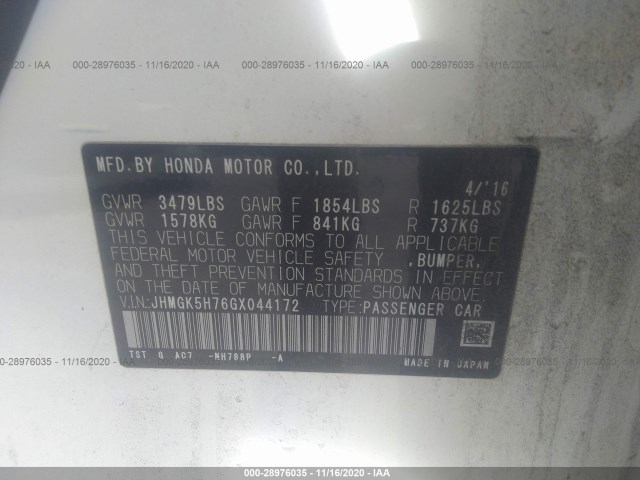 000-28976035 - 11/16/2020 - IAA
MFD.BY HONDA MOTOR CO.,LTD.
4/'16
GVWR 3479LBS GAWR F 1854LBS R 1625LBS
GVWR 1578KG GAWR F 841KG R 737KG
THIS VEHICLE CONFORMS TO ALL APPLICABLE
FEDERAL MOTOR VEHICLE SAFETY ,BUMPER,
AND THEFT PREVENTION STANDARDS IN EFFECT
ON THE DATE OF MANUFACTURE SHOWN ABOVE.
V.IN:JHMGK5H76GX044172 TYPE:PASSENGER CAR
TST G AC7 -NH788P -A MADE IN JAPAN
000-28976035 - 11/16/2020 - IAA